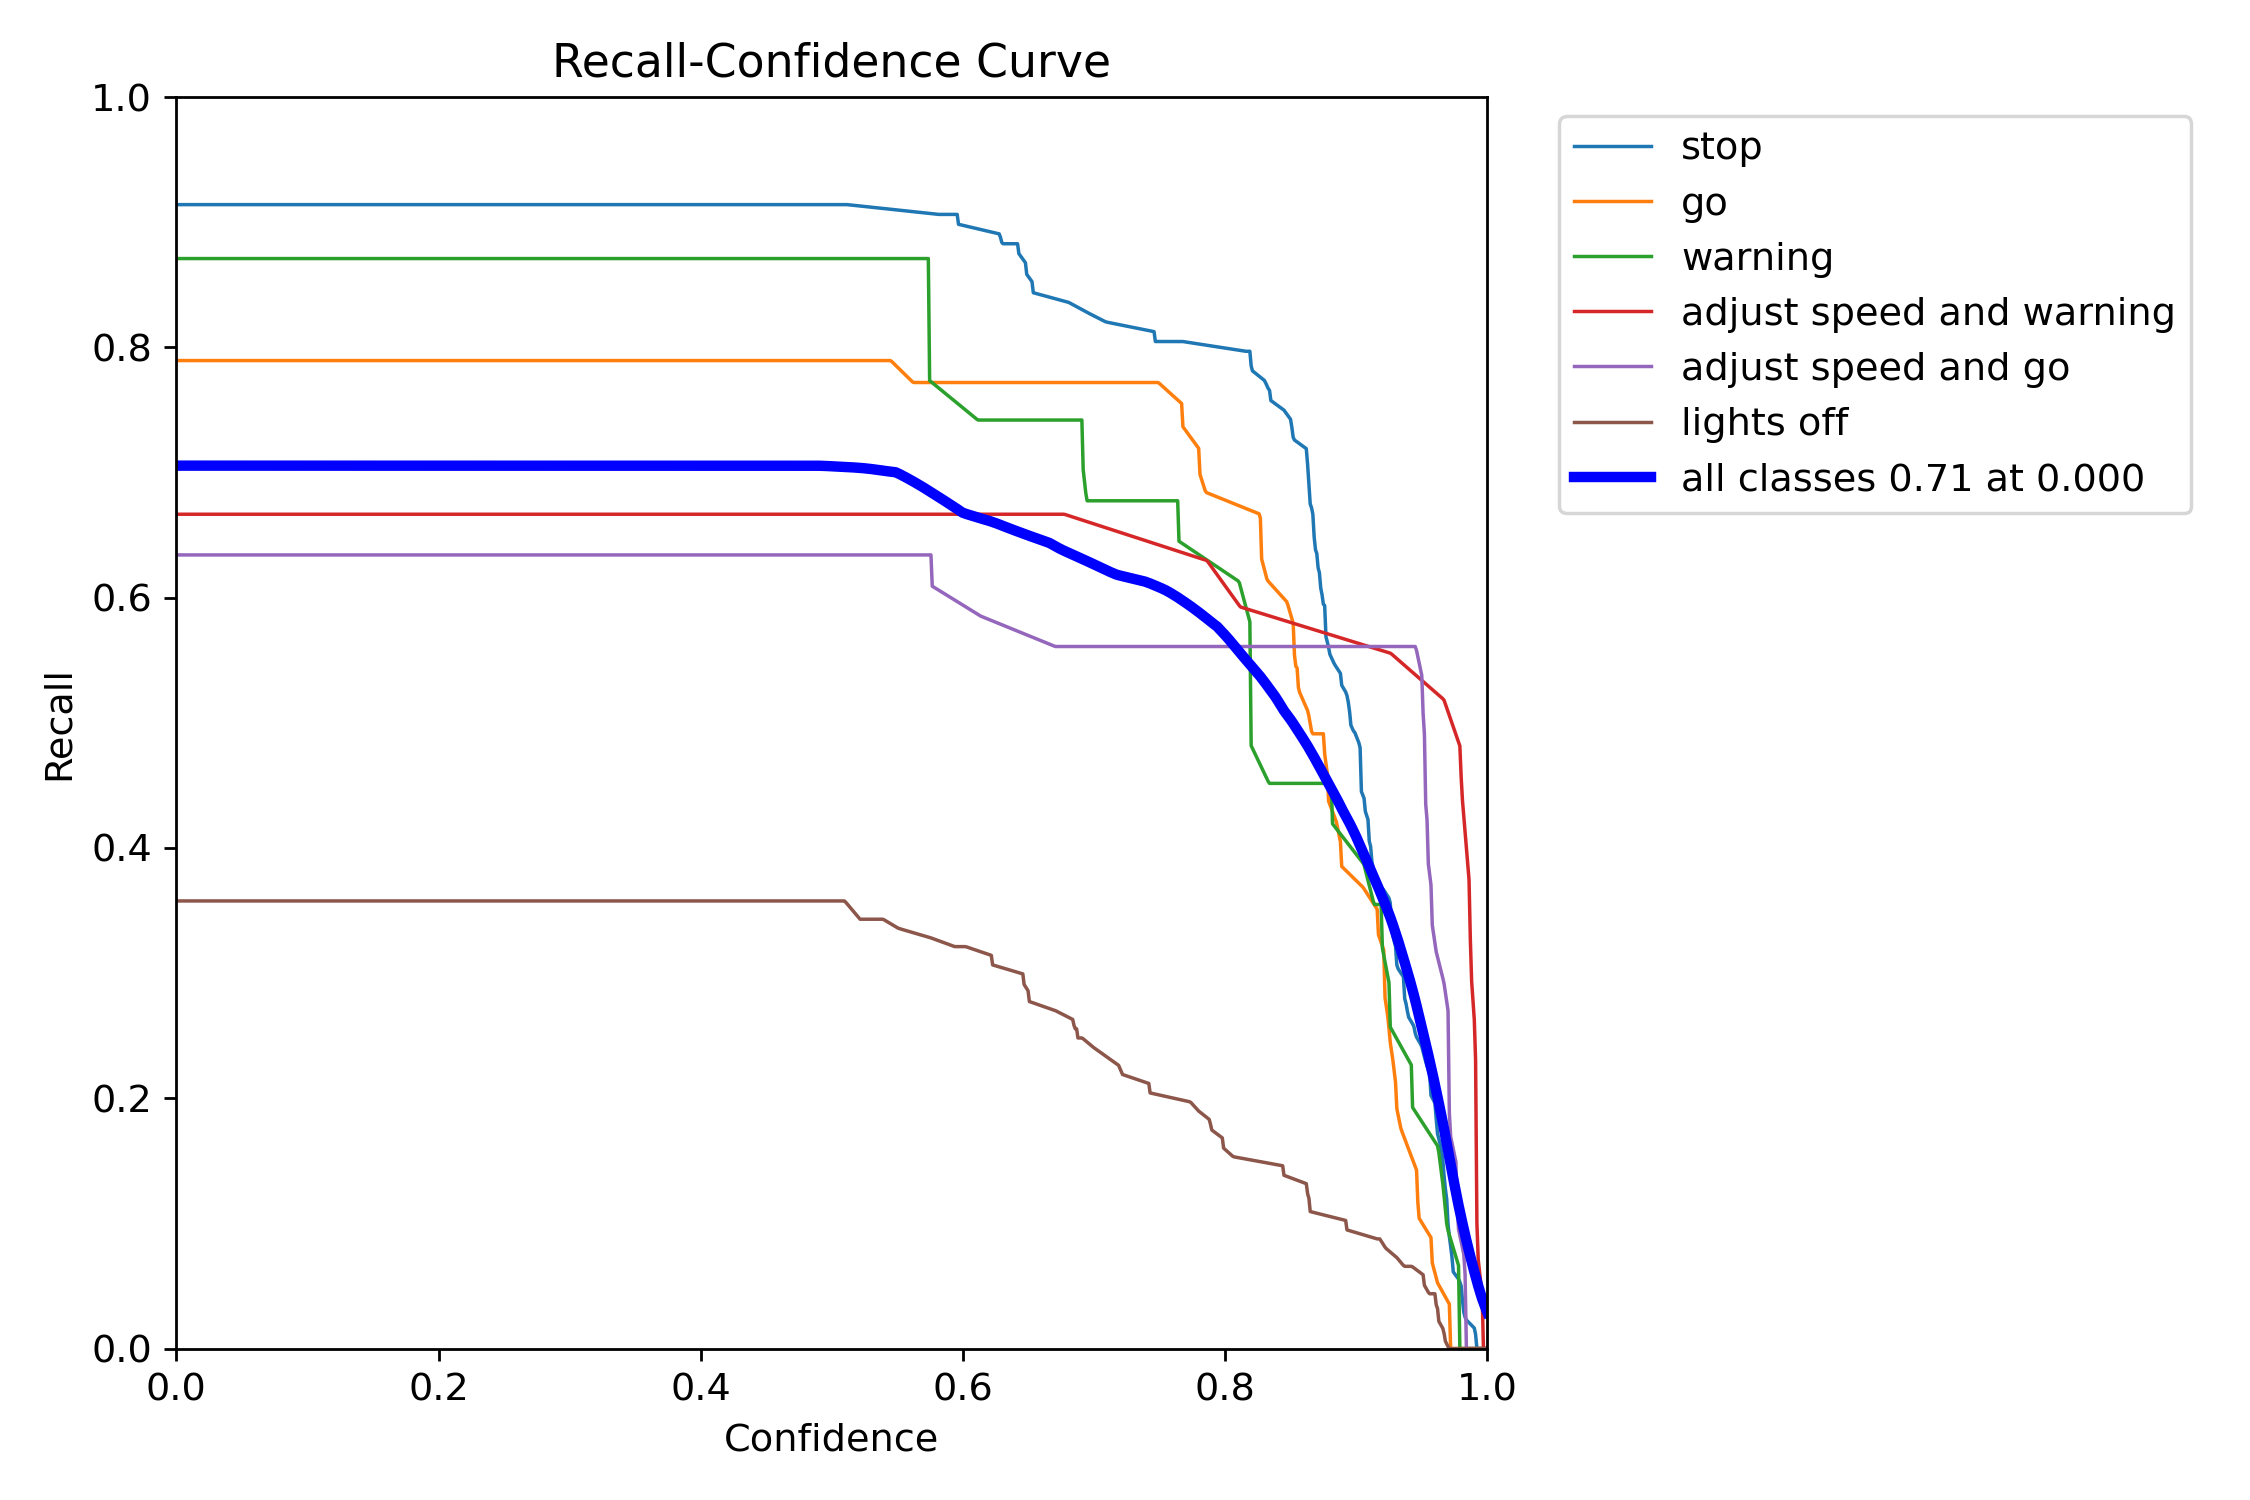 Recall-Confidence Curve
1.0
0.8
0.6
0.4
0.2
0.0
Recall
0.0 0.2 0.4 0.6 0.8 1.0
Confidence
stop
go
warning
adjust speed and warning
adjust speed and go
lights off
all classes 0.71 at 0.000